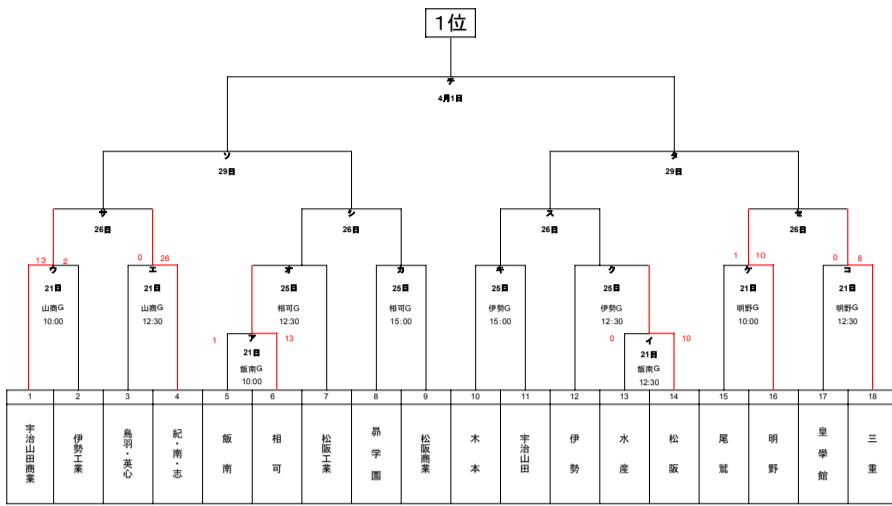 1位
テ
4月1日
ソ
タ
29日
29日
サ
シ
ス
セ
26日
26日
26日
26日
13 2
0 26
1 10
0 8
ウ
エ
オ
カ
キ
ク
ケ
コ
21日
21日
25日
25日
25日
25日
21日
21日
山商G
山商G
相可G
相可G
伊勢G
伊勢G
明野G
明野G
10:00
12:30
12:30
15:00
15:00
12:30
10:00
12:30
1 13
0 10
ア
イ
21日
21日
飯南G
飯南G
10:00
12:30
1 2 3 4 5 6 7 8 9 10 11 12 13 14 15 16 17 18
宇治山田商業
伊勢工業
鳥羽・英心
紀・南・志
飯南
相可
松阪工業
昴学園
松阪商業
木本
宇治山田
伊勢
水産
松阪
尾鷲
明野
皇學館
三重